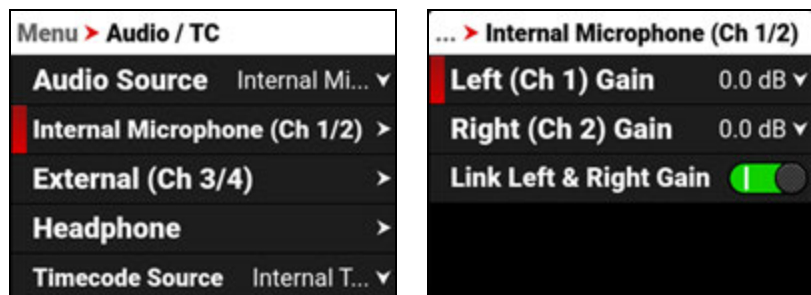 Menu > Audio / TC
Audio Source Internal Mi...
Internal Microphone (Ch 1/2) >
External (Ch 3/4) >
Headphone >
Timecode Source Internal T...
... > Internal Microphone (Ch 1/2)
Left (Ch 1) Gain 0.0 dB
Right (Ch 2) Gain 0.0 dB
Link Left & Right Gain